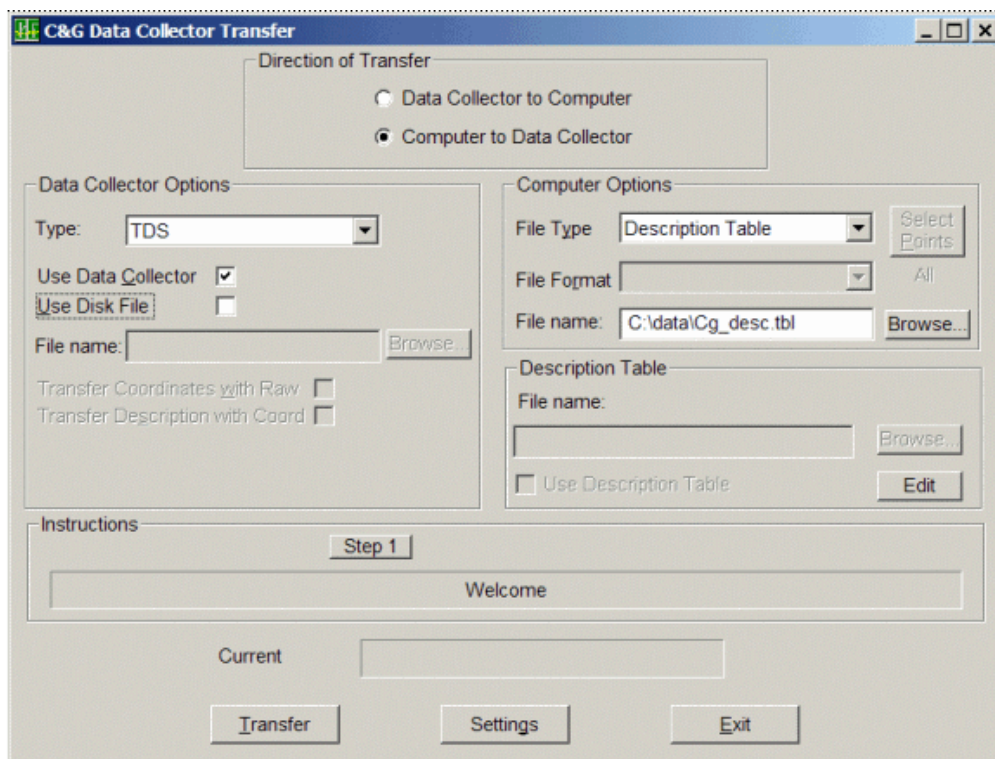 C&G Data Collector Transfer
Direction of Transfer
Data Collector to Computer
Computer to Data Collector
Data Collector Options
Type: TDS
Use Data Collector
Use Disk File
File name: Browse...
Transfer Coordinates with Raw
Transfer Description with Coord
Computer Options
File Type Description Table
Select Points
File Format
All
File name: C:\data\Cg_desc.tbl Browse...
Description Table
File name:
Browse...
Use Description Table Edit
Instructions
Step 1
Welcome
Current
Transfer Settings Exit